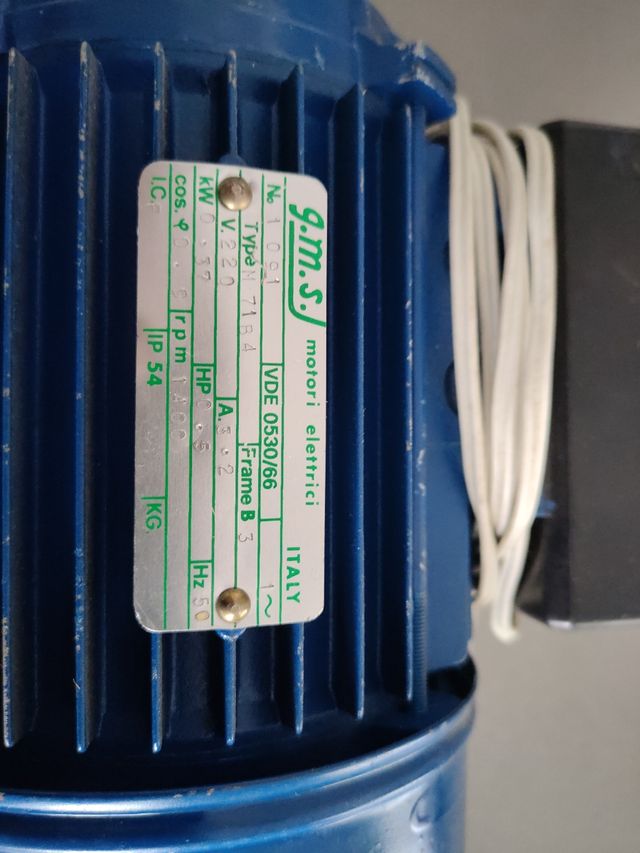 g.m.s. motori elettrici ITALY
No 1091 VDE 0530/66 1~
Type M 71B4 Frame B 3
V. 220 A. 3.2
kW 0.37 HP 0.5 Hz 50
cos. φ 0.9 rpm 1400
I.C. IP 54 KG.